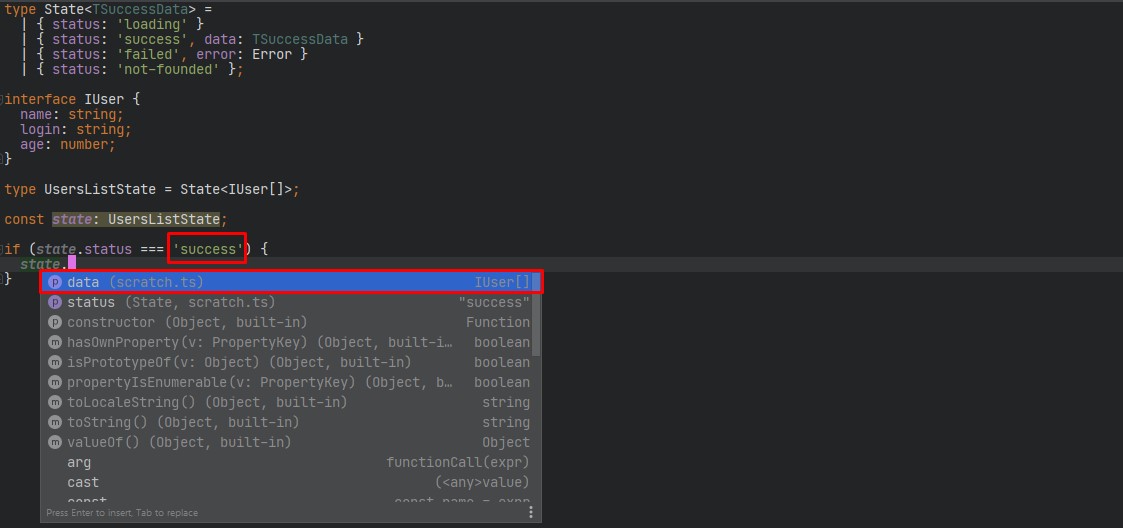 type State<TSuccessData> =
| { status: 'loading' }
| { status: 'success', data: TSuccessData }
| { status: 'failed', error: Error }
| { status: 'not-founded' };
interface IUser {
name: string;
login: string;
age: number;
}
type UsersListState = State<IUser[]>;
const state: UsersListState;
if (state.status === 'success') {
state.
}
p data (scratch.ts) IUser[]
p status (State, scratch.ts) "success"
p constructor (Object, built-in) Function
m hasOwnProperty(v: PropertyKey) (Object, built-i… boolean
m isPrototypeOf(v: Object) (Object, built-in) boolean
m propertyIsEnumerable(v: PropertyKey) (Object, b… boolean
m toLocaleString() (Object, built-in) string
m toString() (Object, built-in) string
m valueOf() (Object, built-in) Object
arg functionCall(expr)
cast (<any>value)
const const name = expr
Press Enter to insert, Tab to replace